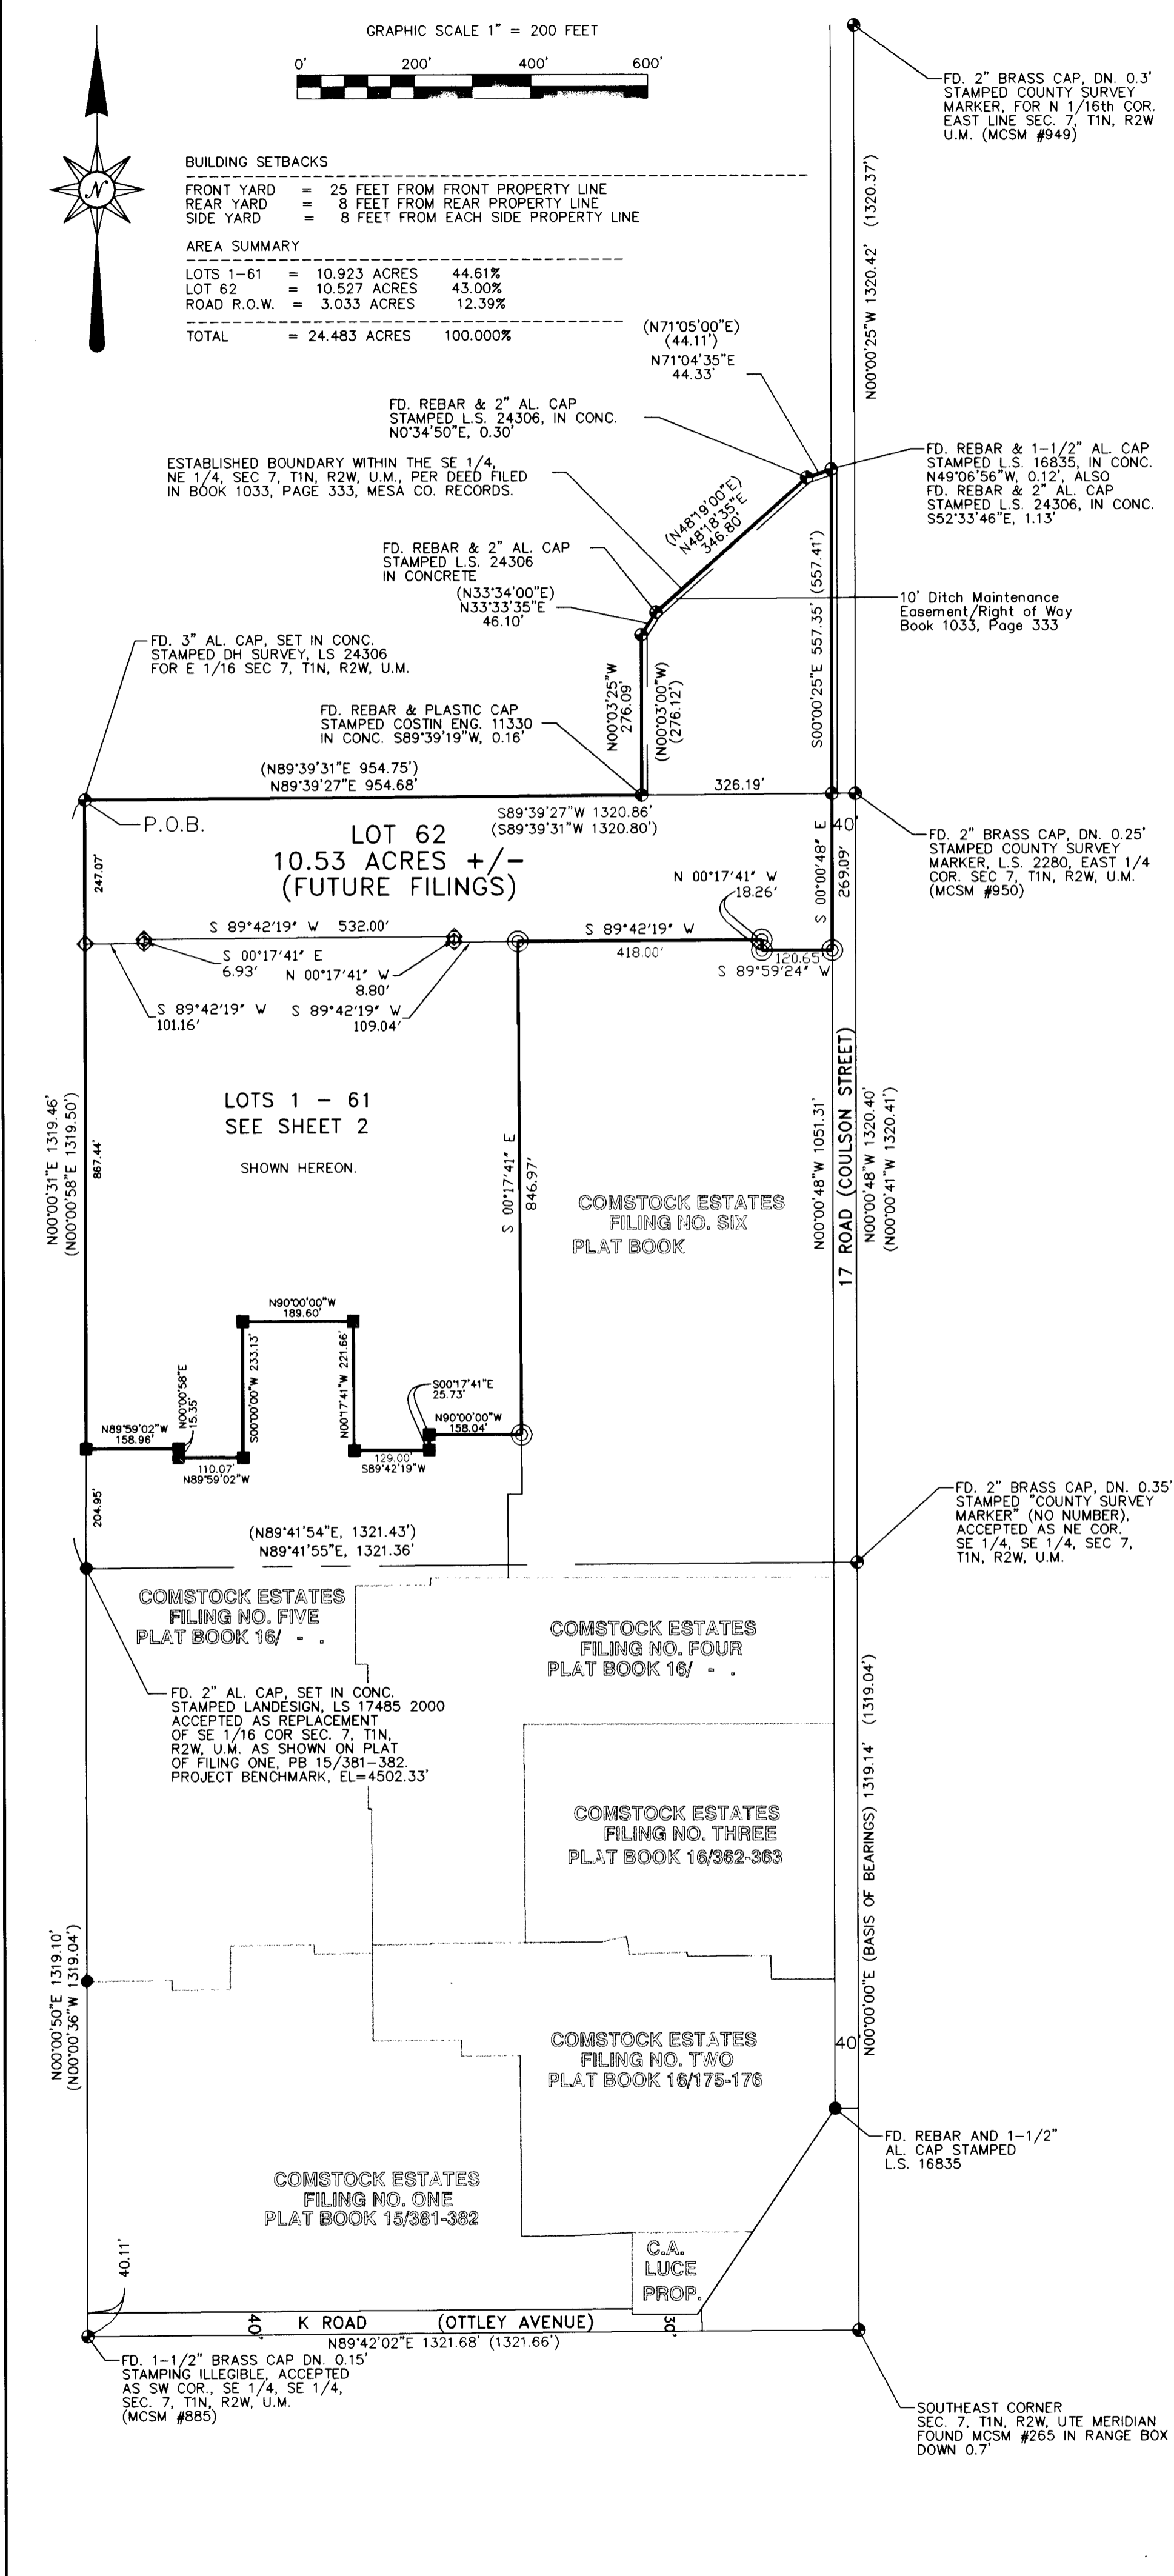 GRAPHIC SCALE 1" = 200 FEET
0' 200' 400' 600'
N
BUILDING SETBACKS
FRONT YARD = 25 FEET FROM FRONT PROPERTY LINE
REAR YARD = 8 FEET FROM REAR PROPERTY LINE
SIDE YARD = 8 FEET FROM EACH SIDE PROPERTY LINE
AREA SUMMARY
LOTS 1-61 = 10.923 ACRES 44.61%
LOT 62 = 10.527 ACRES 43.00%
ROAD R.O.W. = 3.033 ACRES 12.39%
TOTAL = 24.483 ACRES 100.000%
FD. 2" BRASS CAP, DN. 0.3'
STAMPED COUNTY SURVEY
MARKER, FOR N 1/16th COR.
EAST LINE SEC. 7, T1N, R2W
U.M. (MCSM #949)
N00°00'25"W 1320.42' (1320.37')
(N71°05'00"E)
(44.11')
N71°04'35"E
44.33'
FD. REBAR & 2" AL. CAP
STAMPED L.S. 24306, IN CONC.
N0°34'50"E, 0.30'
ESTABLISHED BOUNDARY WITHIN THE SE 1/4,
NE 1/4, SEC 7, T1N, R2W, U.M., PER DEED FILED
IN BOOK 1033, PAGE 333, MESA CO. RECORDS.
FD. REBAR & 1-1/2" AL. CAP
STAMPED L.S. 16835, IN CONC.
N49°06'56"W, 0.12', ALSO
FD. REBAR & 2" AL. CAP
STAMPED L.S. 24306, IN CONC.
S52°33'46"E, 1.13'
(N48°19'00"E)
N48°18'35"E
346.80'
FD. REBAR & 2" AL. CAP
STAMPED L.S. 24306
IN CONCRETE
(N33°34'00"E)
N33°33'35"E
46.10'
S00°00'25"E 557.35' (557.41')
10' Ditch Maintenance
Easement/Right of Way
Book 1033, Page 333
FD. 3" AL. CAP, SET IN CONC.
STAMPED DH SURVEY, LS 24306
FOR E 1/16 SEC 7, T1N, R2W, U.M.
N00°03'25"W
276.09'
(N00°03'00"W)
(276.12')
FD. REBAR & PLASTIC CAP
STAMPED COSTIN ENG. 11330
IN CONC. S89°39'19"W, 0.16'
(N89°39'31"E 954.75')
N89°39'27"E 954.68'
326.19'
S89°39'27"W 1320.86'
(S89°39'31"W 1320.80')
P.O.B.
LOT 62
10.53 ACRES +/-
(FUTURE FILINGS)
40'
FD. 2" BRASS CAP, DN. 0.25'
STAMPED COUNTY SURVEY
MARKER, L.S. 2280, EAST 1/4
COR. SEC 7, T1N, R2W, U.M.
(MCSM #950)
247.07'
N 00°17'41" W
18.26'
S 00°00'48" E
269.09'
S 89°42'19" W 532.00'
S 89°42'19" W
418.00'
120.65'
S 89°59'24" W
S 00°17'41" E
6.93'
N 00°17'41" W
8.80'
S 89°42'19" W
101.16'
S 89°42'19" W
109.04'
LOTS 1 - 61
SEE SHEET 2
SHOWN HEREON.
N00°00'31"E 1319.46'
(N00°00'58"E 1319.50')
867.44'
S 00°17'41" E
846.97'
COMSTOCK ESTATES
FILING NO. SIX
PLAT BOOK
N00°00'48"W 1051.31'
17 ROAD (COULSON STREET)
N00°00'48"W 1320.40'
(N00°00'41"W 1320.41')
N90°00'00"W
189.60'
S00°00'00"W 233.13'
N00°17'41"W 221.66'
N00°00'58"E
15.35'
N89°59'02"W
158.96'
110.07'
N89°59'02"W
S00°17'41"E
25.73'
N90°00'00"W
158.04'
129.00'
S89°42'19"W
204.95'
(N89°41'54"E, 1321.43')
N89°41'55"E, 1321.36'
FD. 2" BRASS CAP, DN. 0.35'
STAMPED "COUNTY SURVEY
MARKER" (NO NUMBER),
ACCEPTED AS NE COR.
SE 1/4, SE 1/4, SEC 7,
T1N, R2W, U.M.
COMSTOCK ESTATES
FILING NO. FIVE
PLAT BOOK 16/ - .
COMSTOCK ESTATES
FILING NO. FOUR
PLAT BOOK 16/ - .
FD. 2" AL. CAP, SET IN CONC.
STAMPED LANDESIGN, LS 17485 2000
ACCEPTED AS REPLACEMENT
OF SE 1/16 COR SEC. 7, T1N,
R2W, U.M. AS SHOWN ON PLAT
OF FILING ONE, PB 15/381-382.
PROJECT BENCHMARK, EL=4502.33'
COMSTOCK ESTATES
FILING NO. THREE
PLAT BOOK 16/362-363
N00°00'00"E (BASIS OF BEARINGS) 1319.14' (1319.04')
N00°00'50"E 1319.10'
(N00°00'36"W 1319.04')
COMSTOCK ESTATES
FILING NO. TWO
PLAT BOOK 16/175-176
40'
FD. REBAR AND 1-1/2"
AL. CAP STAMPED
L.S. 16835
COMSTOCK ESTATES
FILING NO. ONE
PLAT BOOK 15/381-382
C.A.
LUCE
PROP.
40.11'
40'
K ROAD (OTTLEY AVENUE)
30'
N89°42'02"E 1321.68' (1321.66')
FD. 1-1/2" BRASS CAP DN. 0.15'
STAMPING ILLEGIBLE, ACCEPTED
AS SW COR., SE 1/4, SE 1/4,
SEC. 7, T1N, R2W, U.M.
(MCSM #885)
SOUTHEAST CORNER
SEC. 7, T1N, R2W, UTE MERIDIAN
FOUND MCSM #265 IN RANGE BOX
DOWN 0.7'